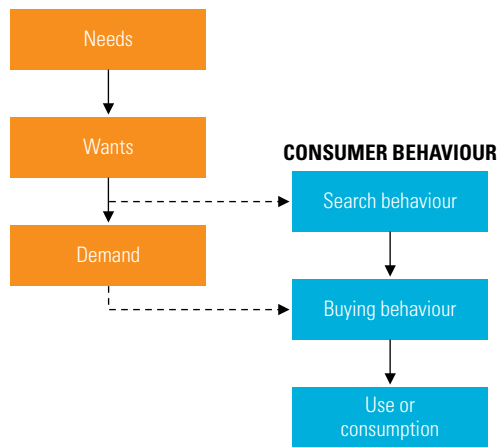 Needs
Wants
CONSUMER BEHAVIOUR
Search behaviour
Demand
Buying behaviour
Use or
consumption